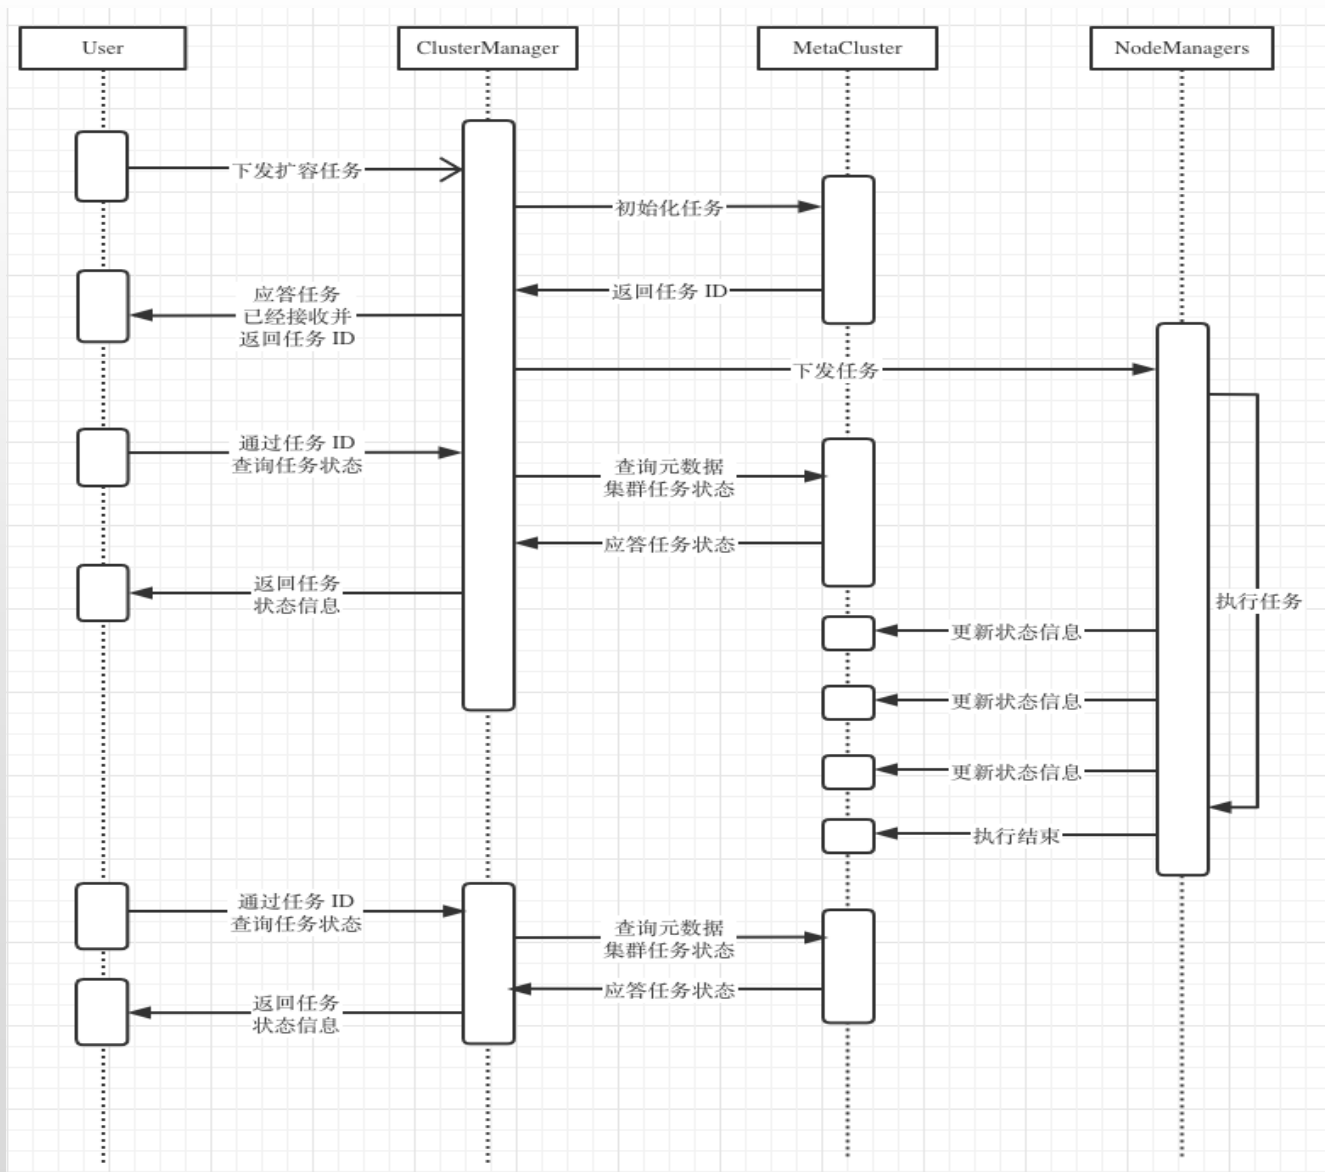 User
ClusterManager
MetaCluster
NodeManagers
下发扩容任务
初始化任务
返回任务 ID
应答任务
已经接收并
返回任务 ID
下发任务
通过任务 ID
查询任务状态
查询元数据
集群任务状态
应答任务状态
返回任务
状态信息
执行任务
更新状态信息
更新状态信息
更新状态信息
执行结束
通过任务 ID
查询任务状态
查询元数据
集群任务状态
应答任务状态
返回任务
状态信息